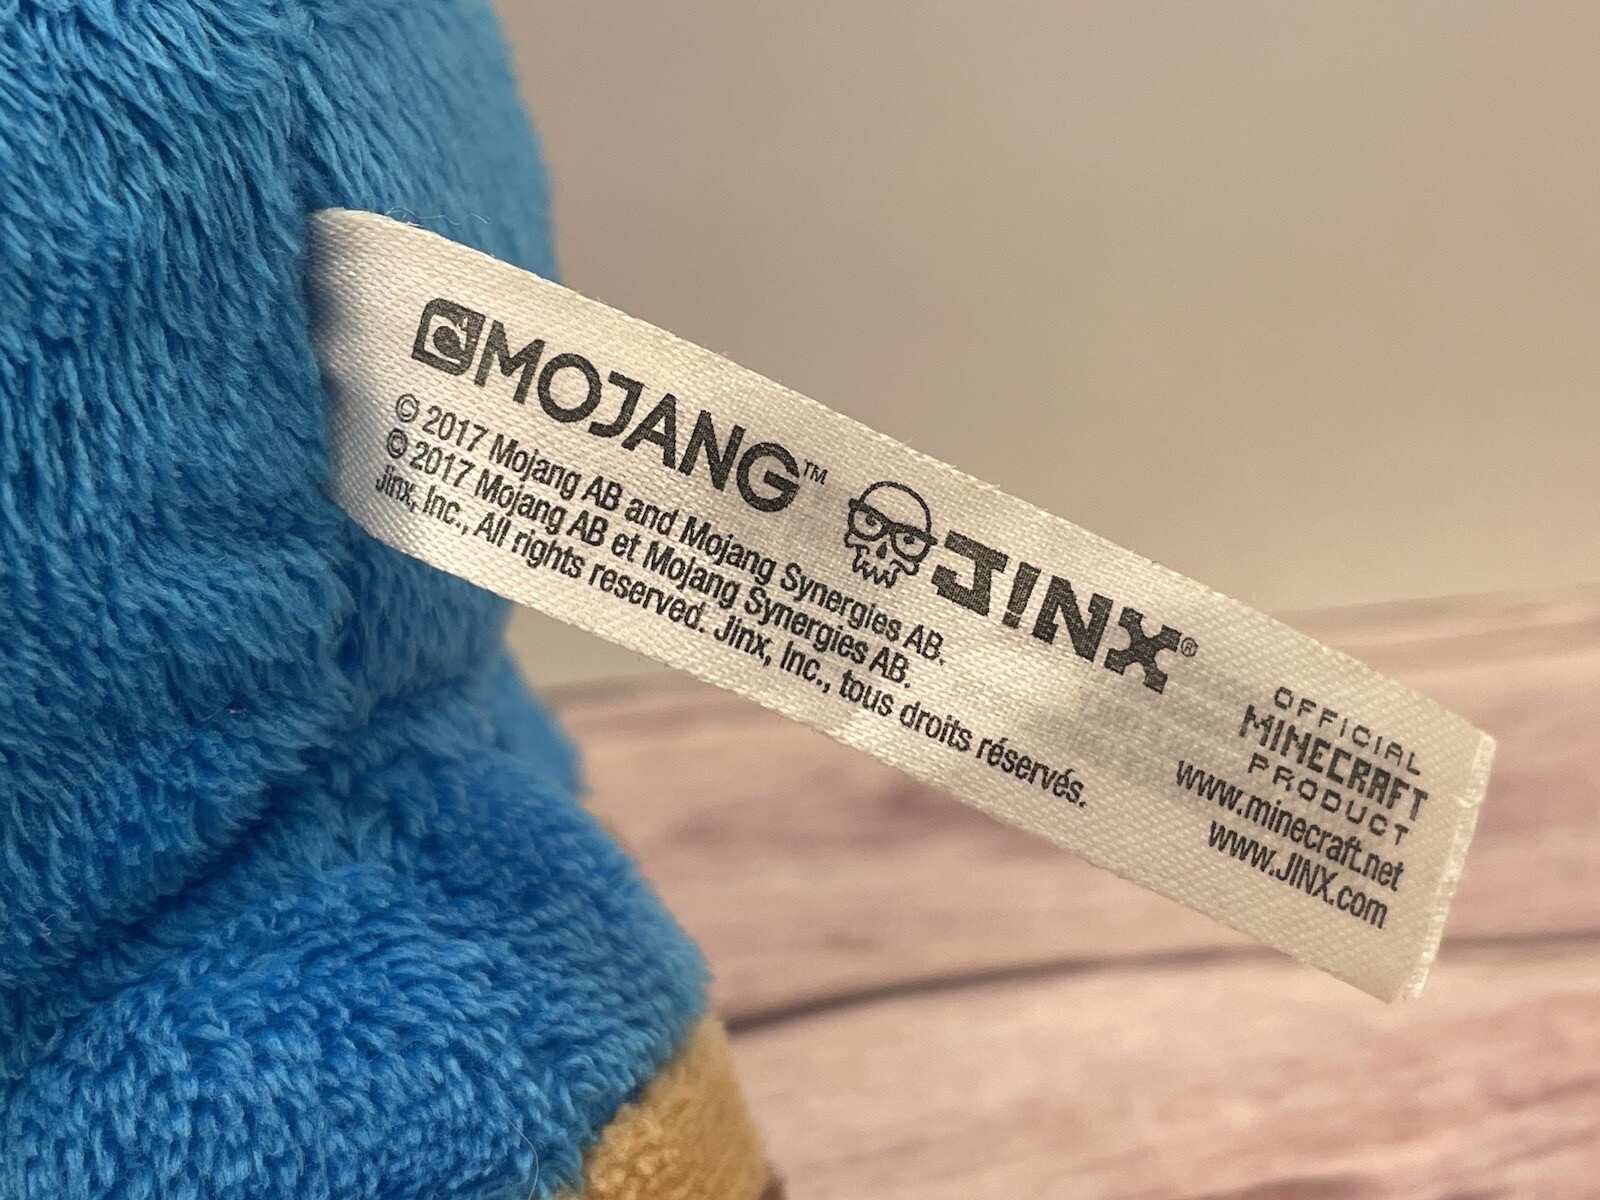 MOJANG™ JINX®
© 2017 Mojang AB and Mojang Synergies AB.
© 2017 Mojang AB et Mojang Synergies AB.
Jinx, Inc., All rights reserved. Jinx, Inc., tous droits réservés.
OFFICIAL
MINECRAFT
PRODUCT
www.minecraft.net
www.JINX.com